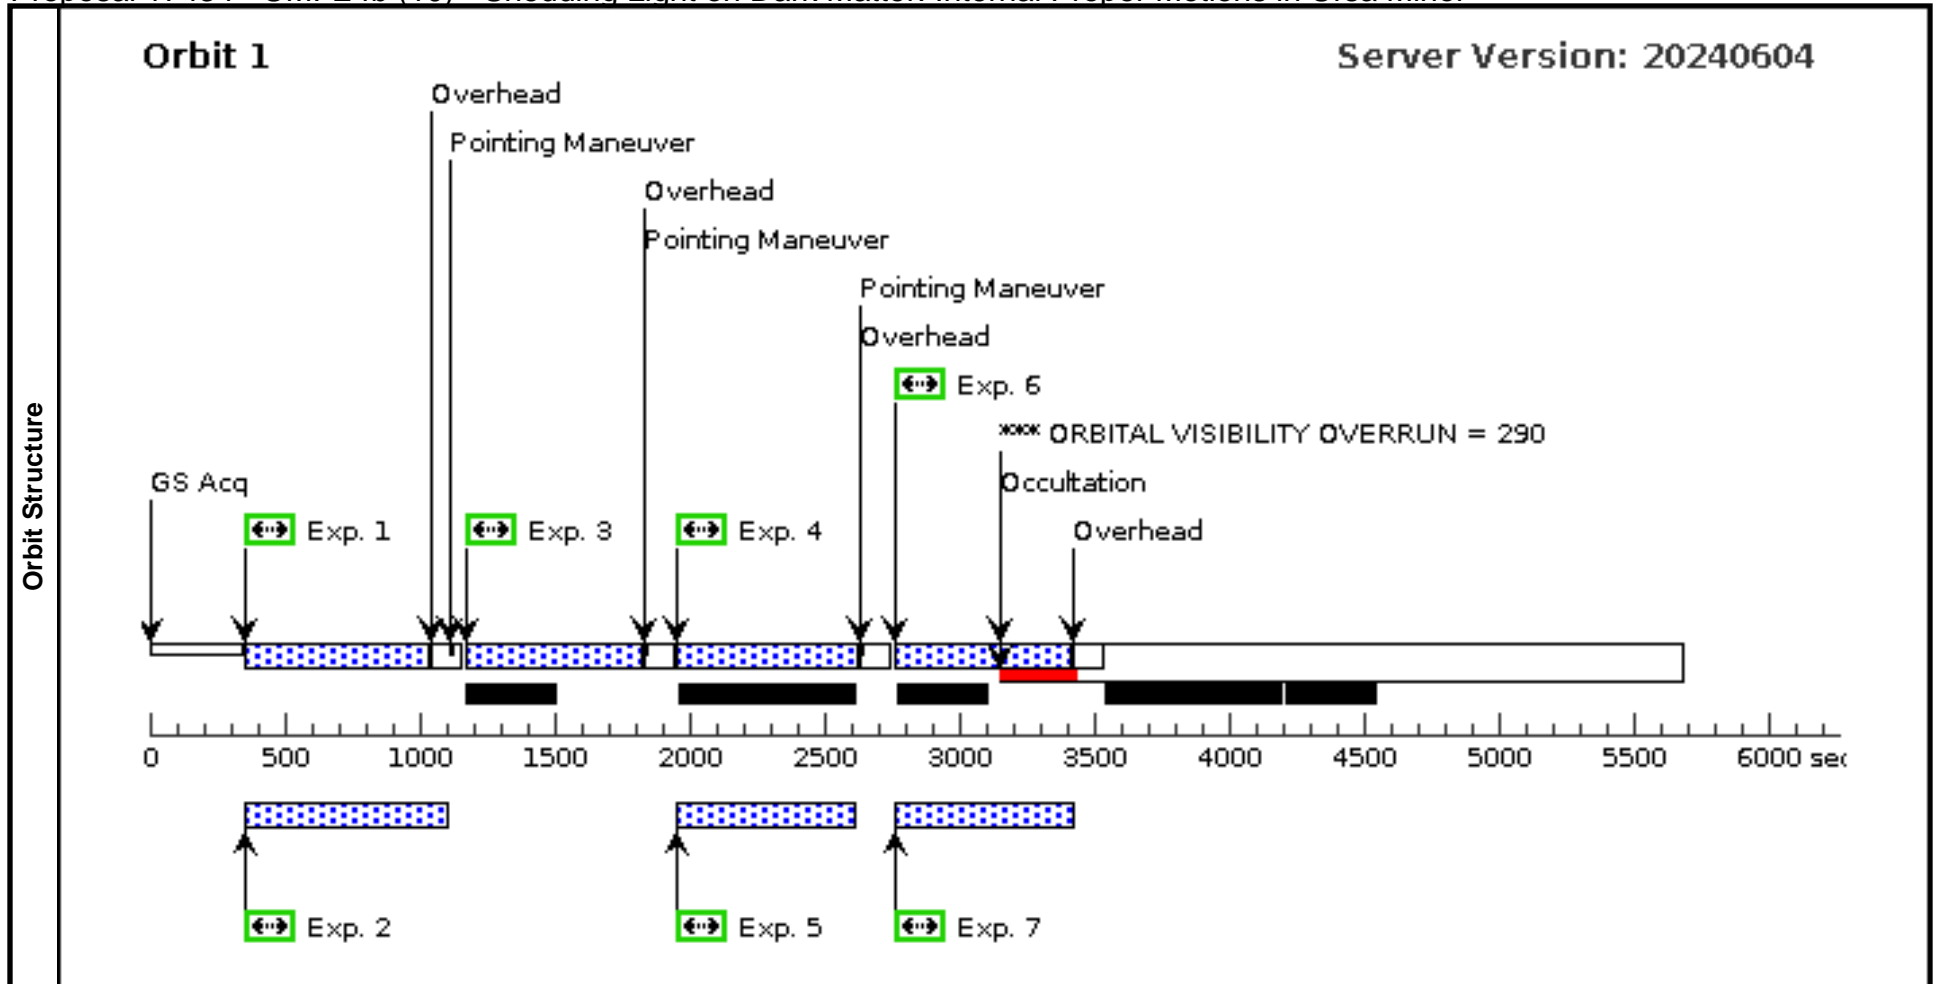 Orbit 1
Server Version: 20240604
Overhead
Pointing Maneuver
Overhead
Pointing Maneuver
Pointing Maneuver
Overhead
Exp. 6
*** ORBITAL VISIBILITY OVERRUN = 290
GS Acq
Occultation
Exp. 1
Exp. 3
Exp. 4
Overhead
Orbit Structure
0 500 1000 1500 2000 2500 3000 3500 4000 4500 5000 5500 6000 sec
Exp. 2
Exp. 5
Exp. 7